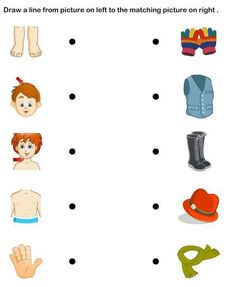 Draw a line from picture on left to the matching picture on right .